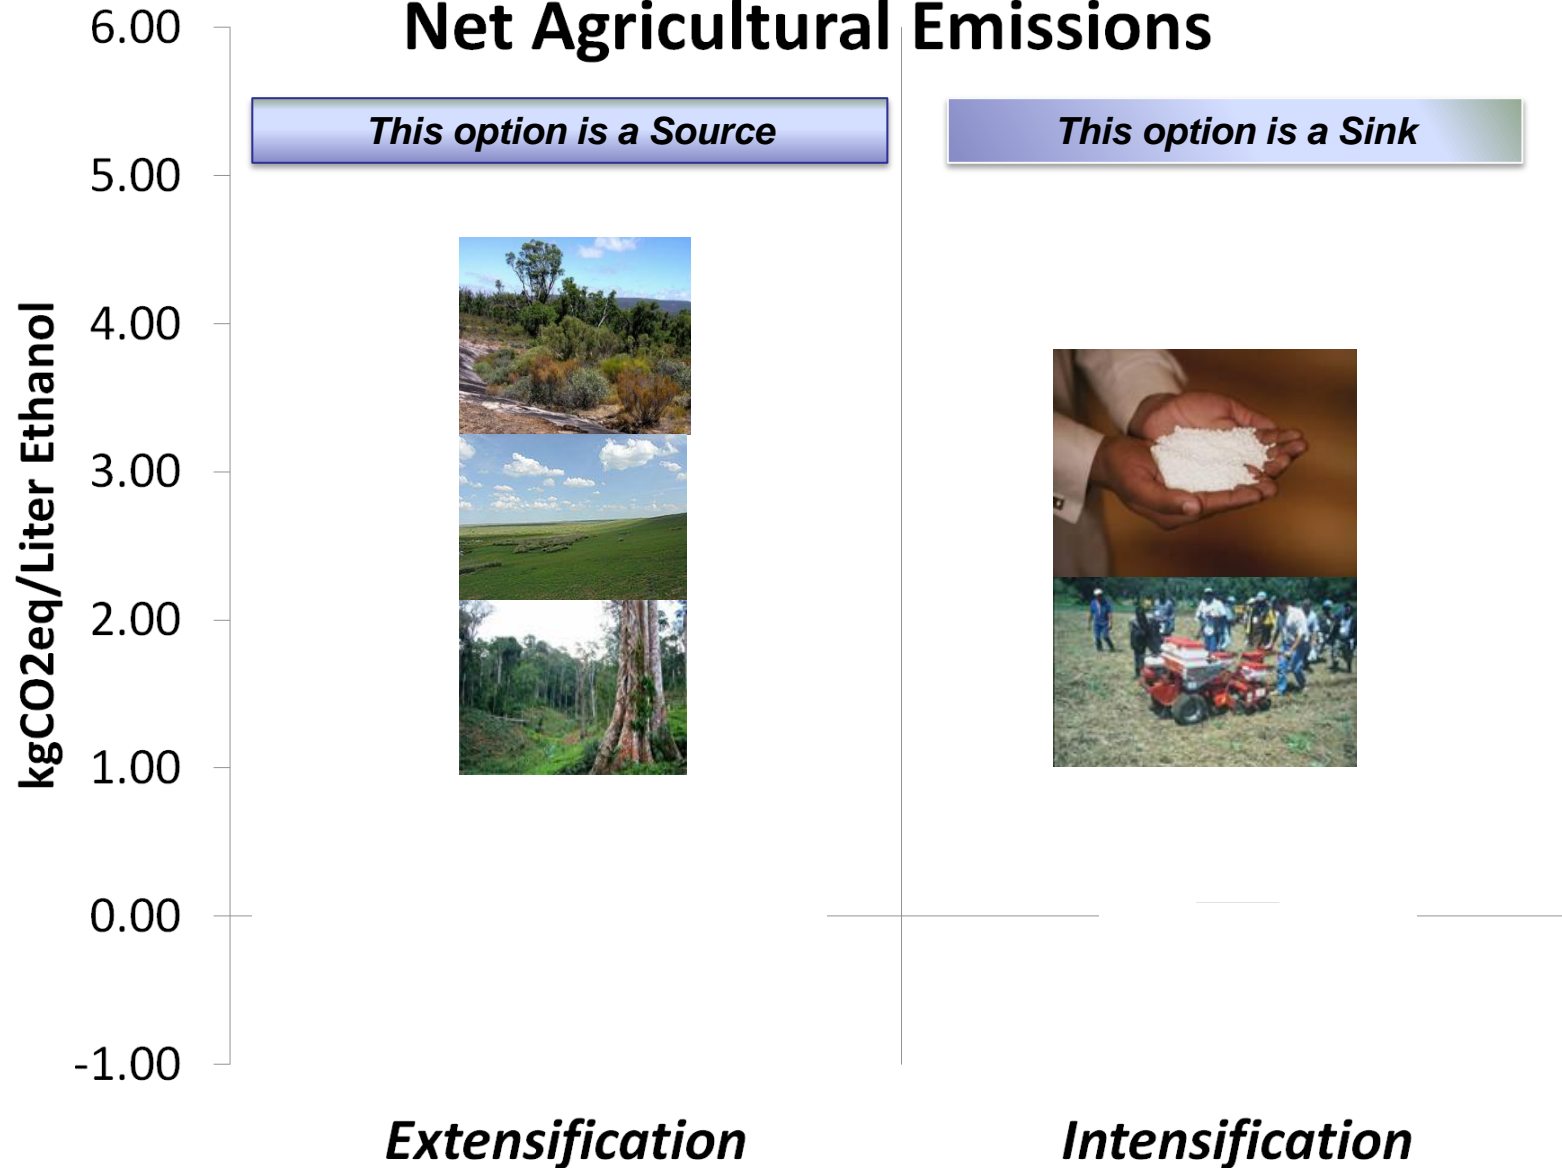 Net Agricultural Emissions
This option is a Source
This option is a Sink
kgCO2eq/Liter Ethanol
6.00
5.00
4.00
3.00
2.00
1.00
0.00
-1.00
Extensification
Intensification